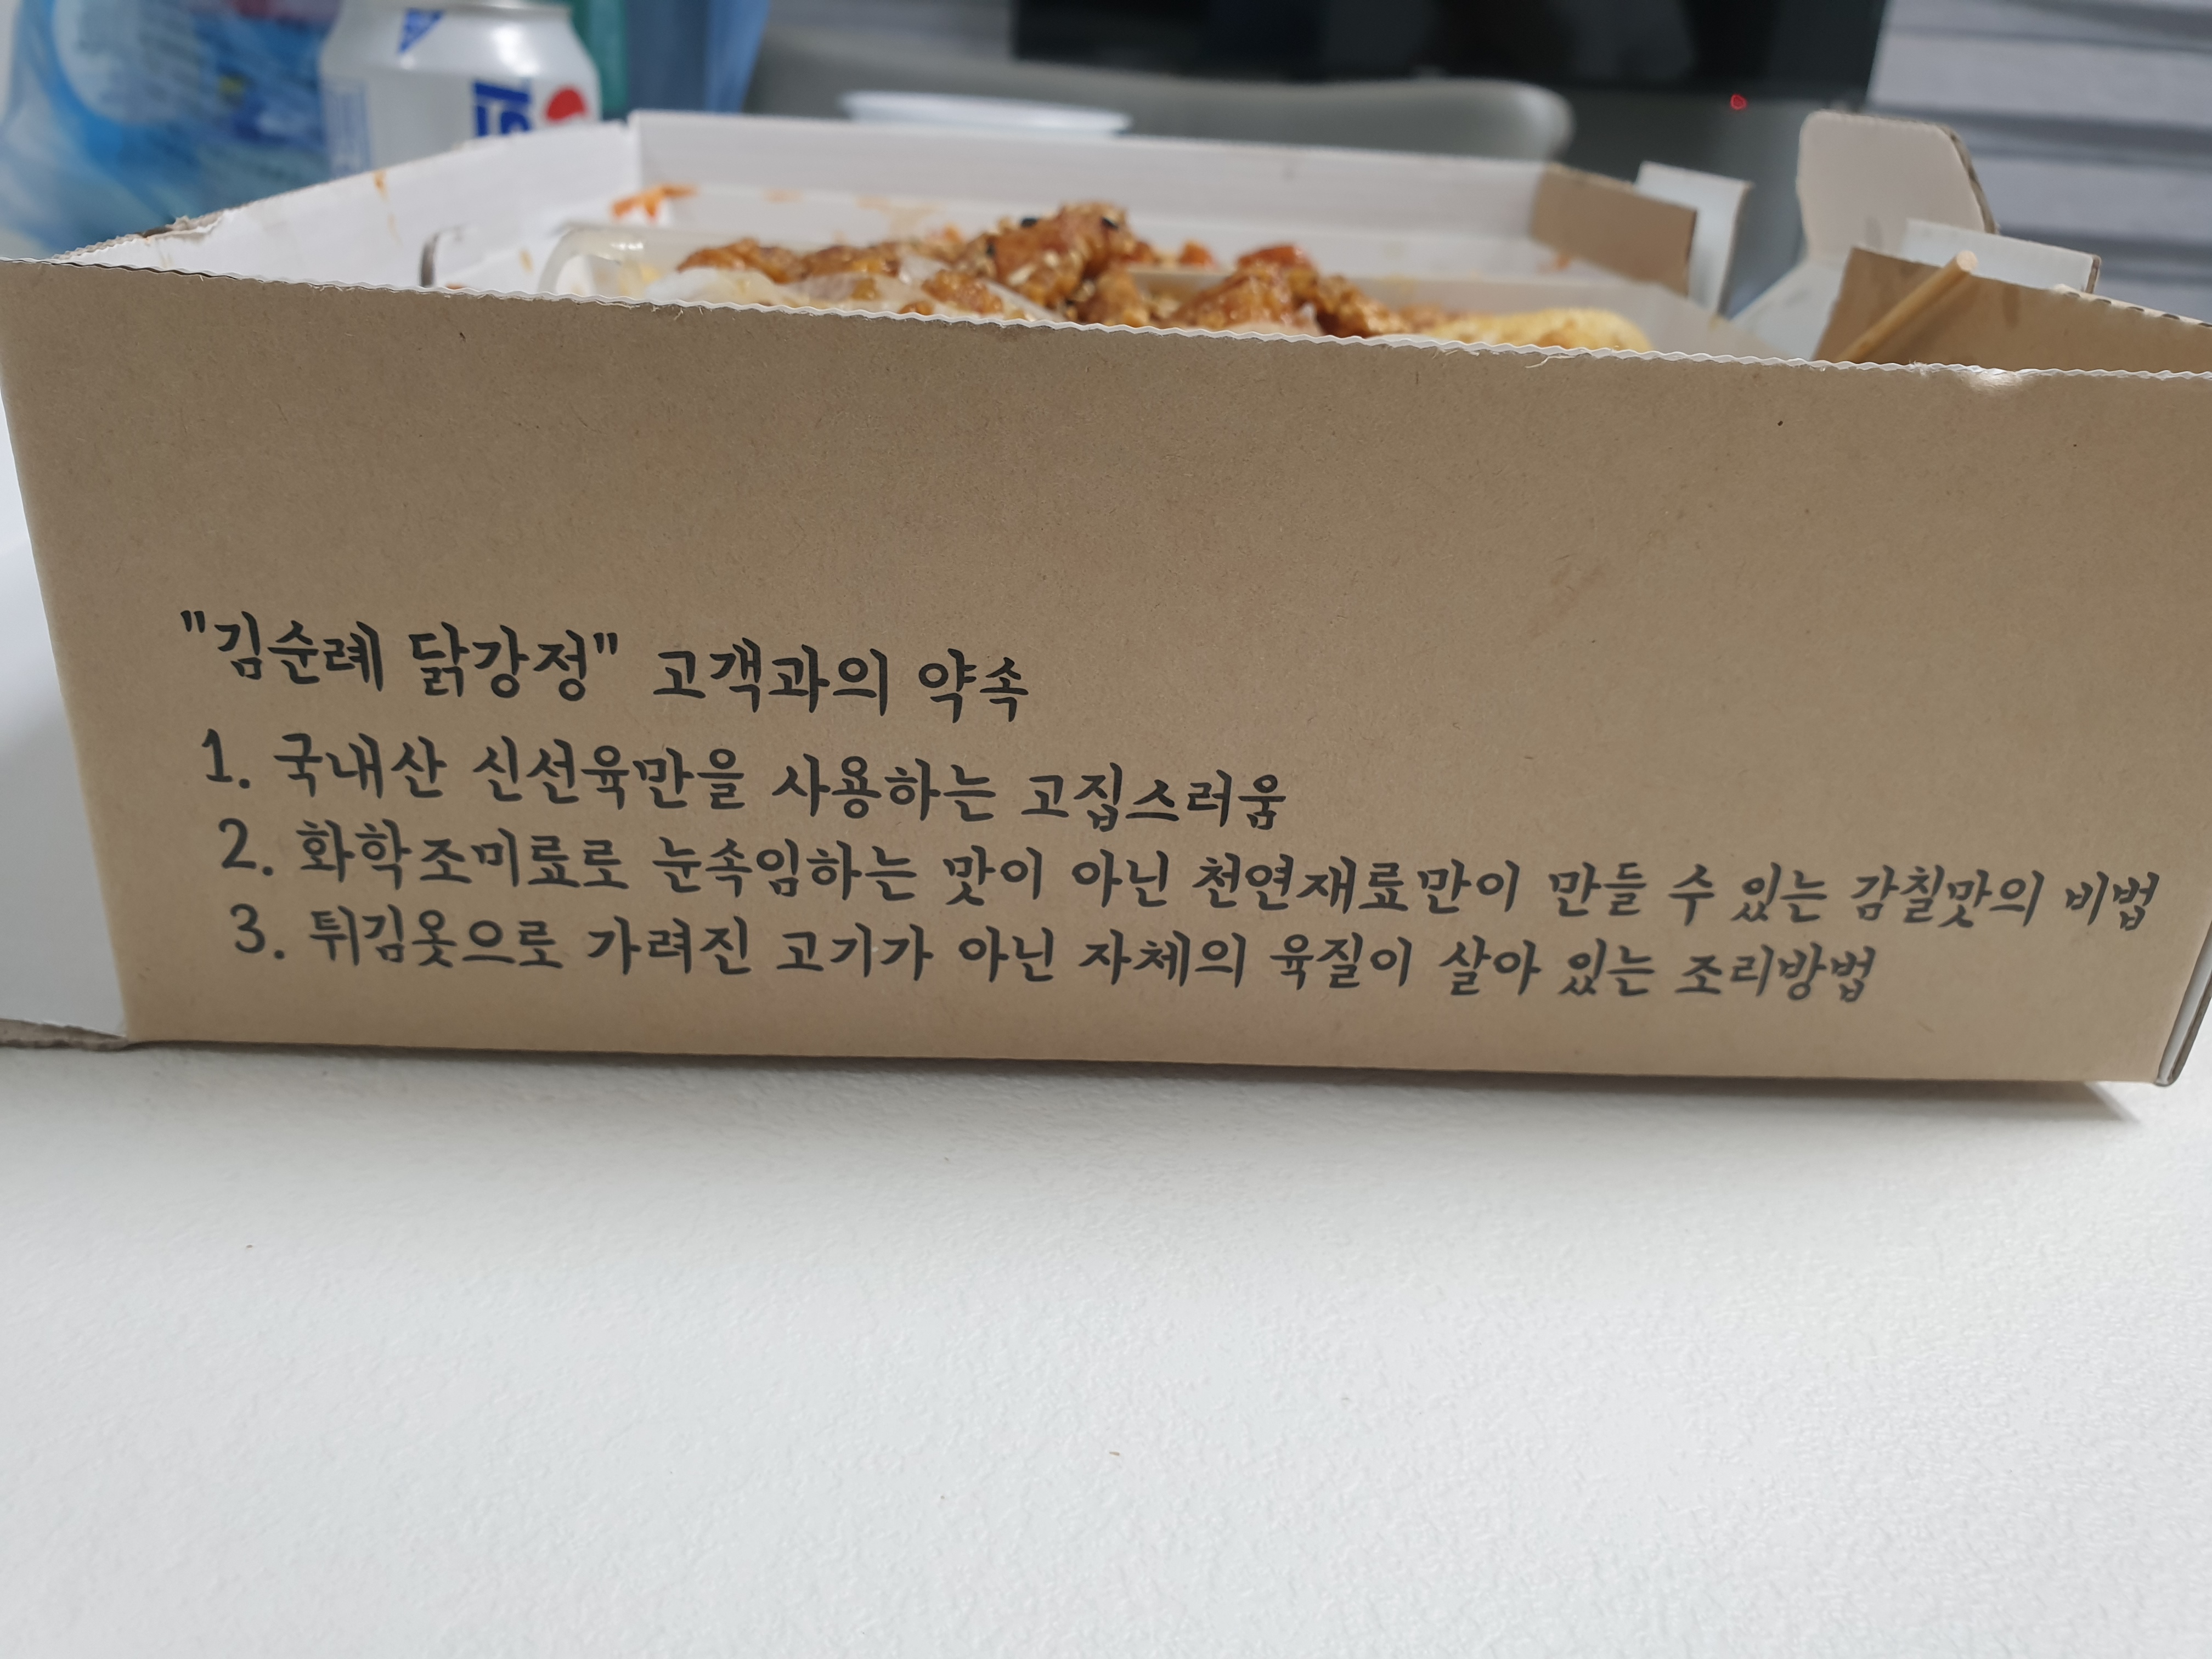 "김순례 닭강정" 고객과의 약속
1. 국내산 신선육만을 사용하는 고집스러움
2. 화학조미료로 눈속임하는 맛이 아닌 천연재료만이 만들 수 있는 감칠맛의 비법
3. 튀김옷으로 가려진 고기가 아닌 자체의 육질이 살아 있는 조리방법